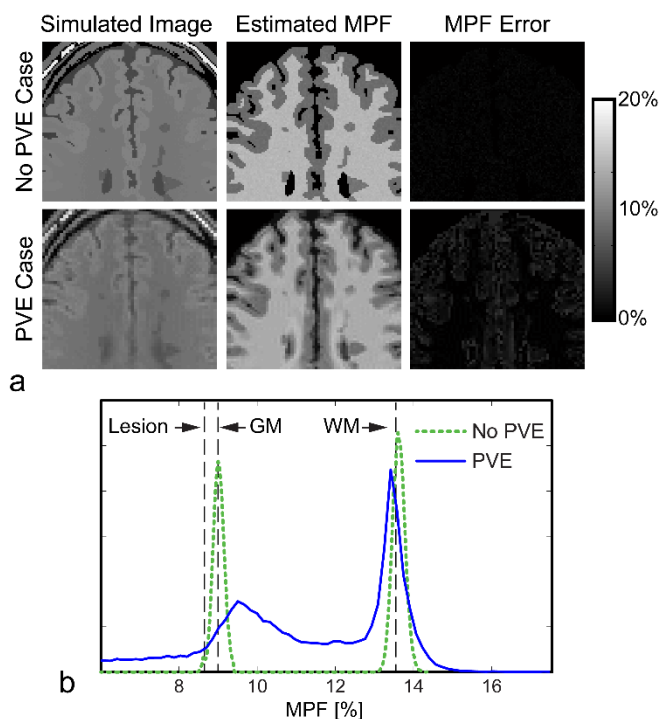 Simulated Image Estimated MPF MPF Error
No PVE Case
PVE Case
20%
10%
0%
a
Lesion GM WM
No PVE
PVE
8 10 12 14 16
MPF [%]
b